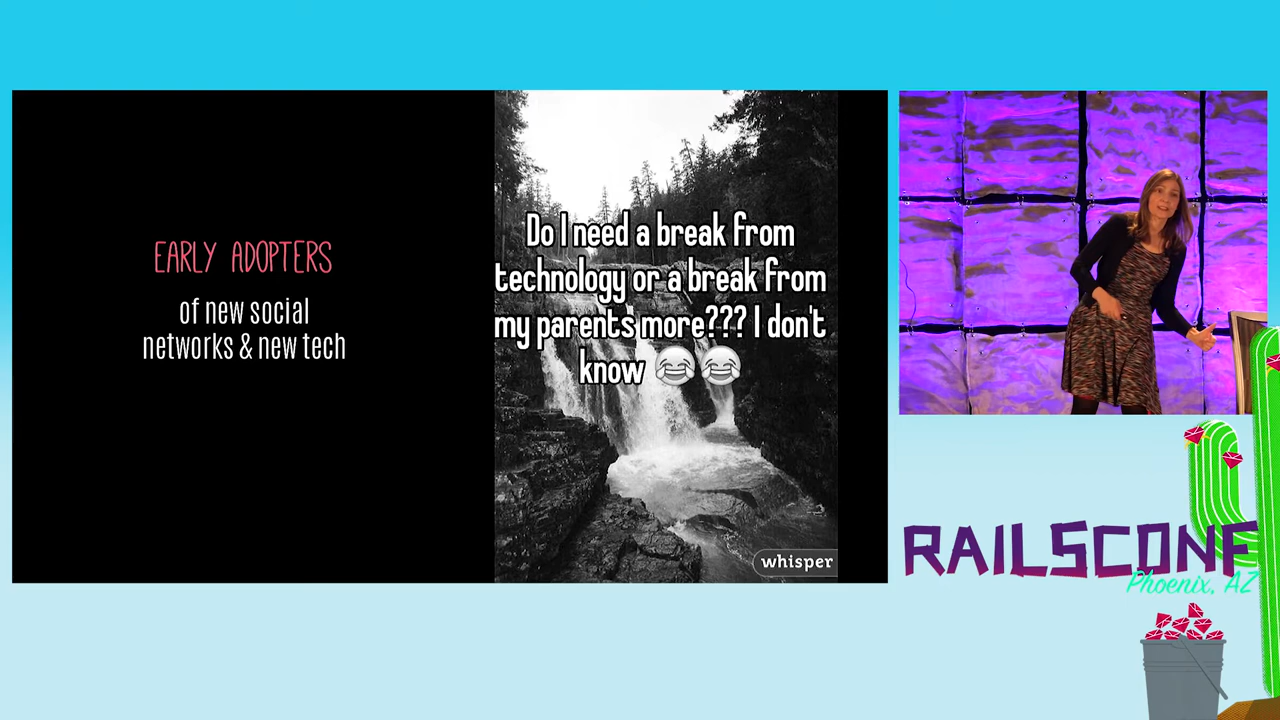 EARLY ADOPTERS
of new social
networks & new tech
Do I need a break from
technology or a break from
my parents more??? I don't
know 😂😂
whisper
RAILSCONF
Phoenix, AZ